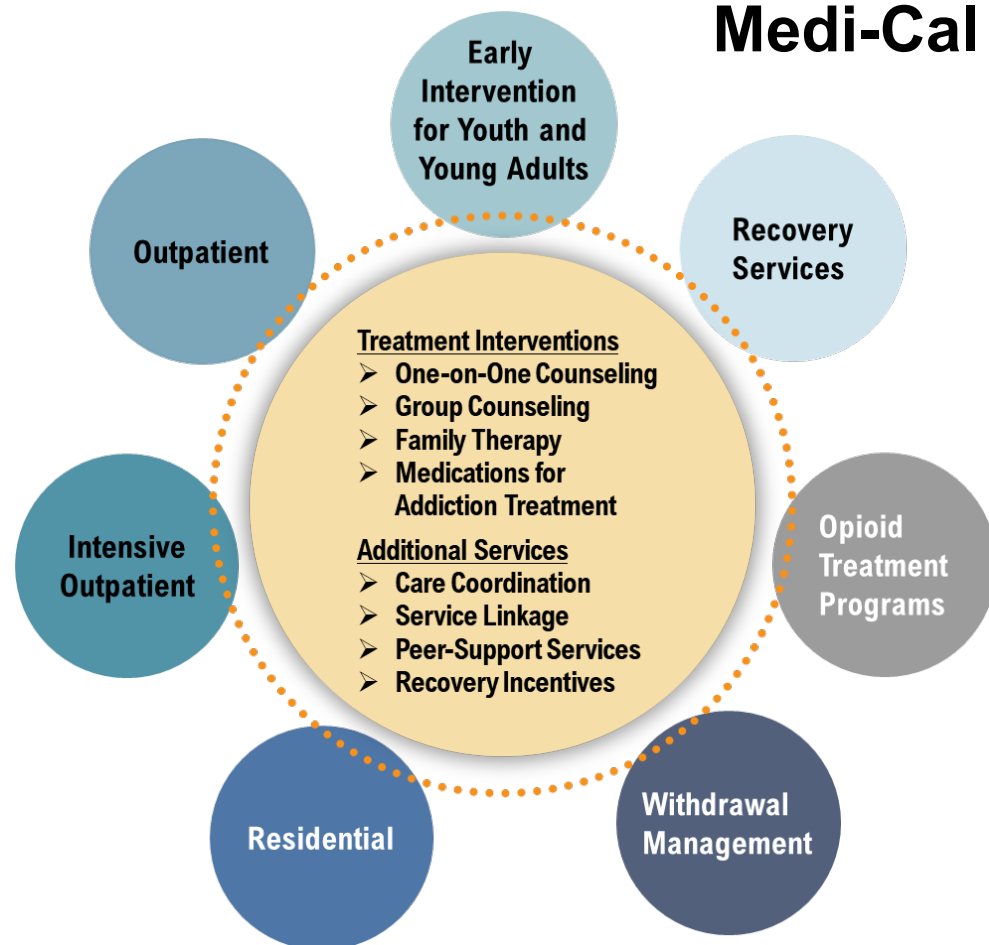 Medi-Cal
Early
Intervention
for Youth and
Young Adults
Recovery
Services
Outpatient
Treatment Interventions
➢ One-on-One Counseling
➢ Group Counseling
➢ Family Therapy
➢ Medications for
Addiction Treatment
Additional Services
➢ Care Coordination
➢ Service Linkage
➢ Peer-Support Services
➢ Recovery Incentives
Opioid
Treatment
Programs
Intensive
Outpatient
Withdrawal
Management
Residential